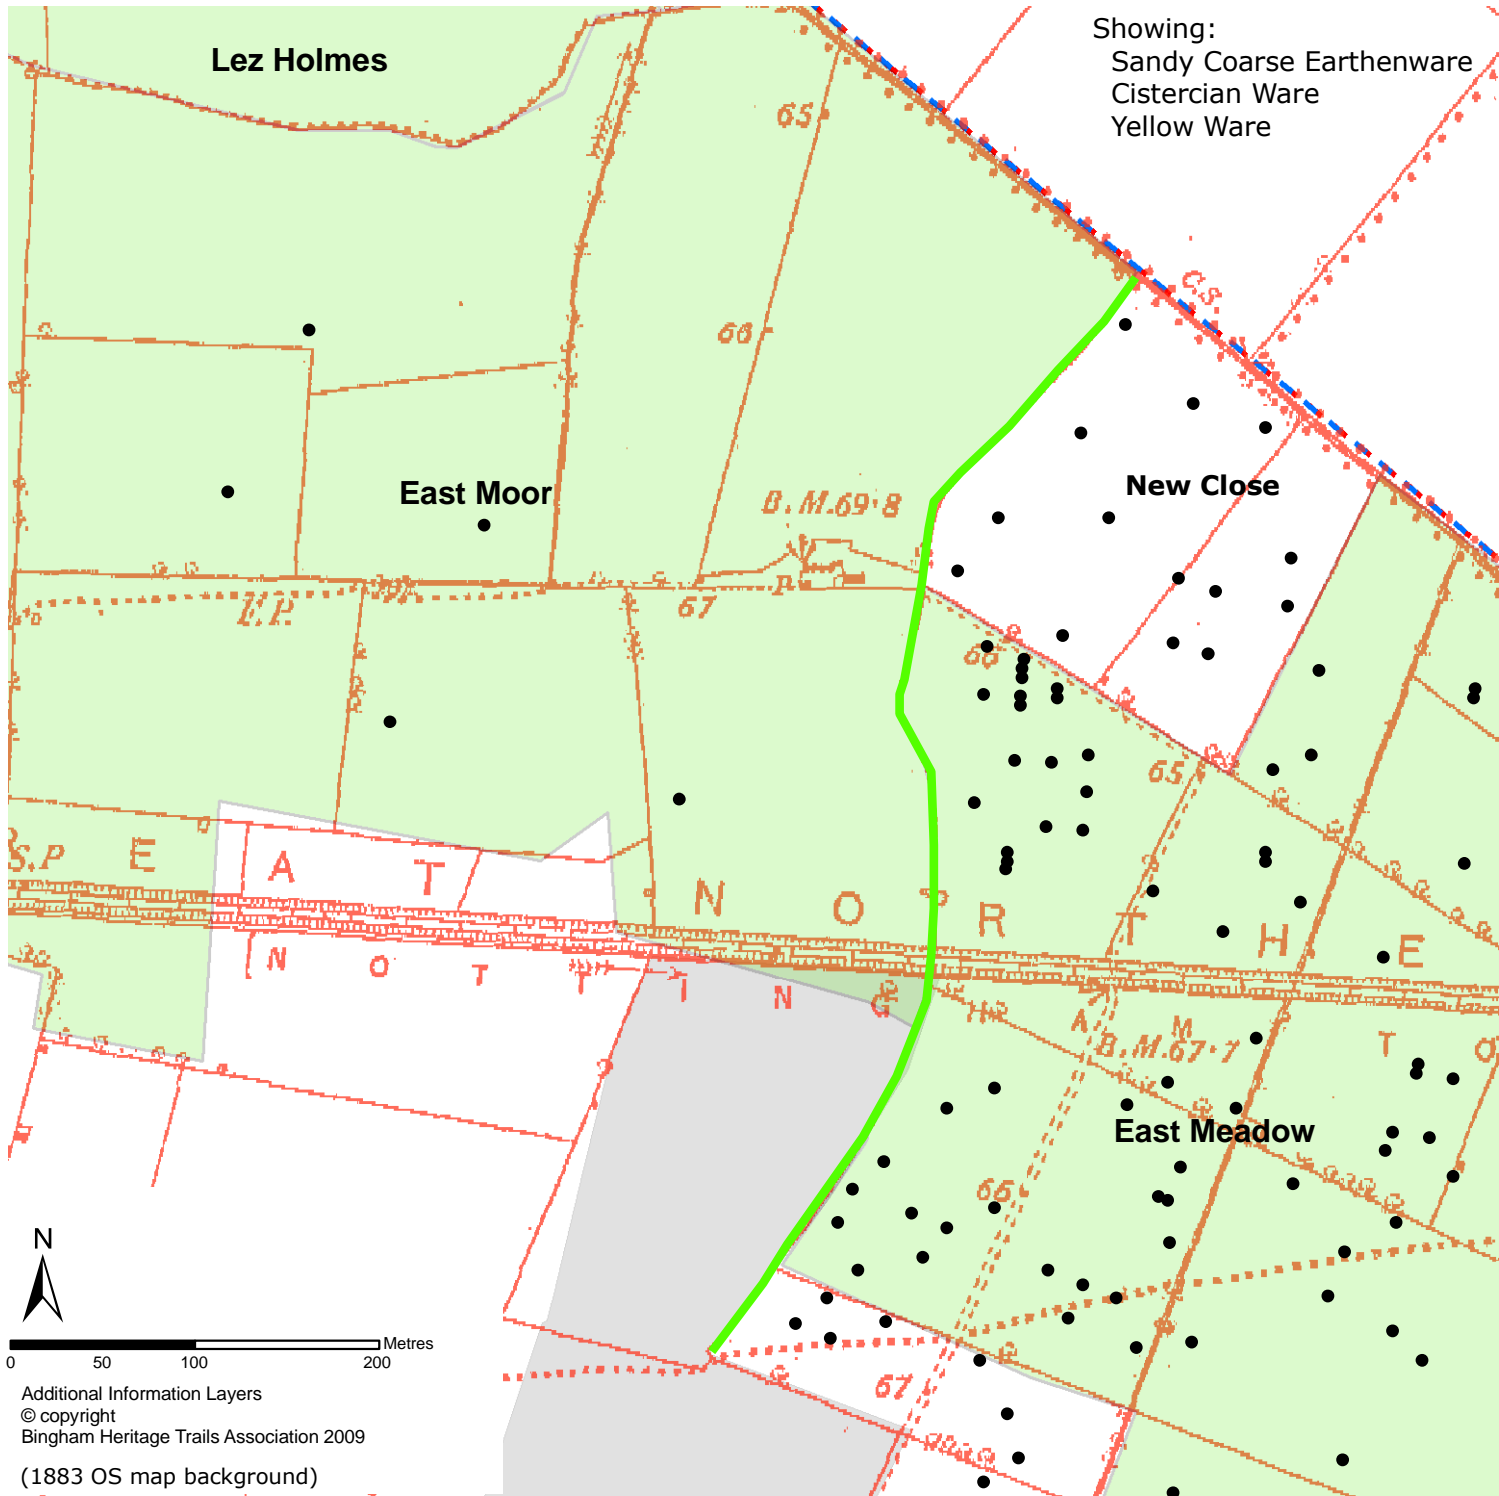 Showing:
Sandy Coarse Earthenware
Cistercian Ware
Yellow Ware
Lez Holmes
65
C.S.
66
New Close
East Moor
B.M.69·8
P
67
66
65
S.P
E A T
N O R T H E
N O T T I N G H A M T O
B.M.67·7
East Meadow
66
67
N
Metres
0 50 100 200
Additional Information Layers
© copyright
Bingham Heritage Trails Association 2009
(1883 OS map background)